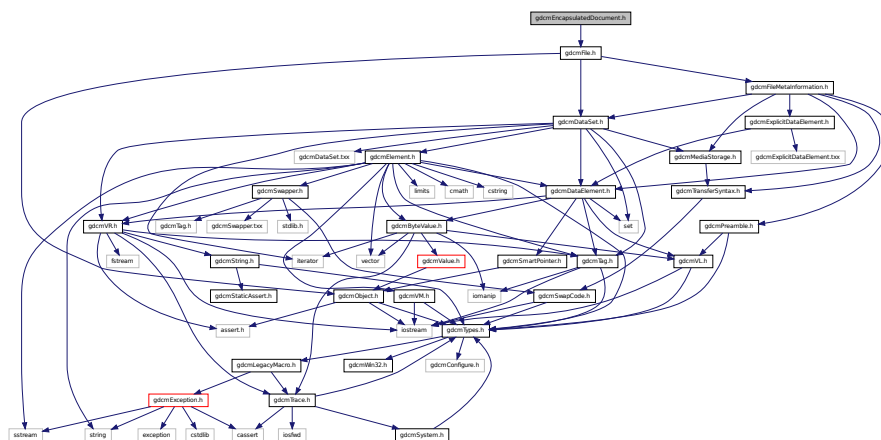 gdcmEncapsulatedDocument.h
gdcmFile.h
gdcmFileMetaInformation.h
gdcmDataSet.h
gdcmExplicitDataElement.h
gdcmDataSet.txx
gdcmElement.h
gdcmMediaStorage.h
gdcmExplicitDataElement.txx
gdcmSwapper.h
limits
cmath
cstring
gdcmDataElement.h
gdcmTransferSyntax.h
gdcmVR.h
gdcmTag.h
gdcmSwapper.txx
stdlib.h
gdcmByteValue.h
set
gdcmPreamble.h
fstream
gdcmString.h
iterator
vector
gdcmValue.h
gdcmSmartPointer.h
gdcmTag.h
gdcmVL.h
gdcmStaticAssert.h
gdcmObject.h
gdcmVM.h
iomanip
gdcmSwapCode.h
assert.h
iostream
gdcmTypes.h
gdcmLegacyMacro.h
gdcmWin32.h
gdcmConfigure.h
gdcmException.h
gdcmTrace.h
sstream
string
exception
cstdlib
cassert
iosfwd
gdcmSystem.h